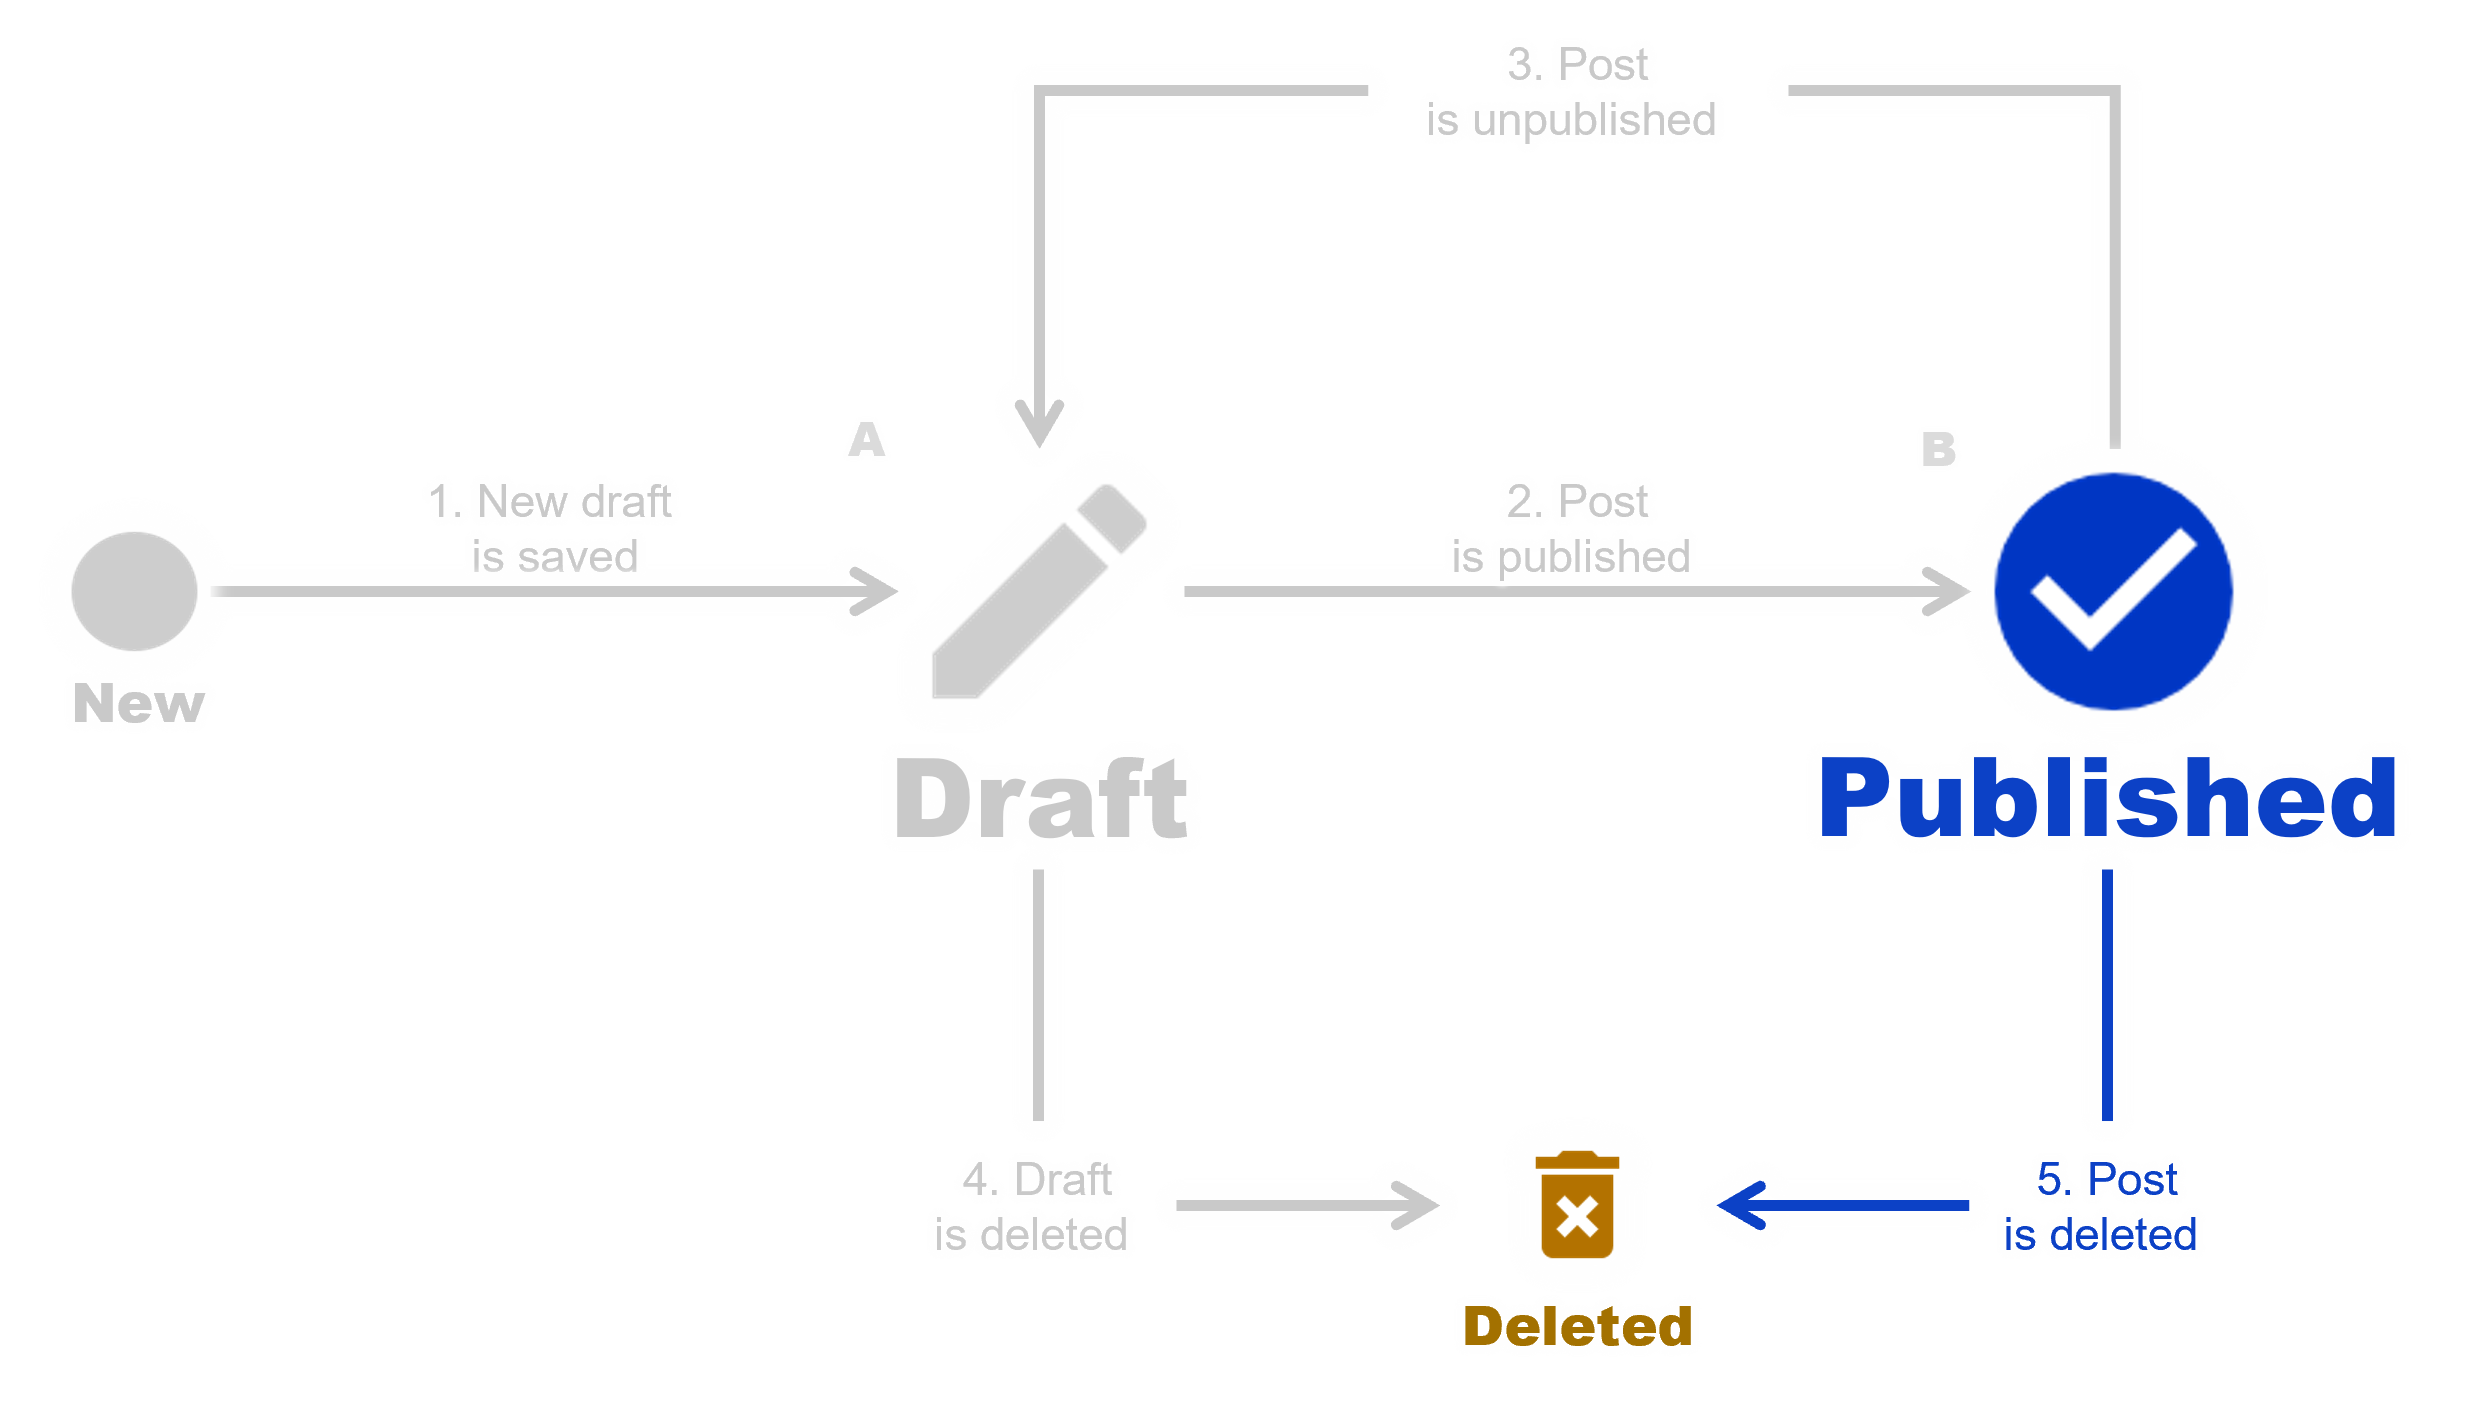 3. Post
is unpublished
A
B
1. New draft
is saved
2. Post
is published
New
Draft
Published
4. Draft
is deleted
5. Post
is deleted
Deleted